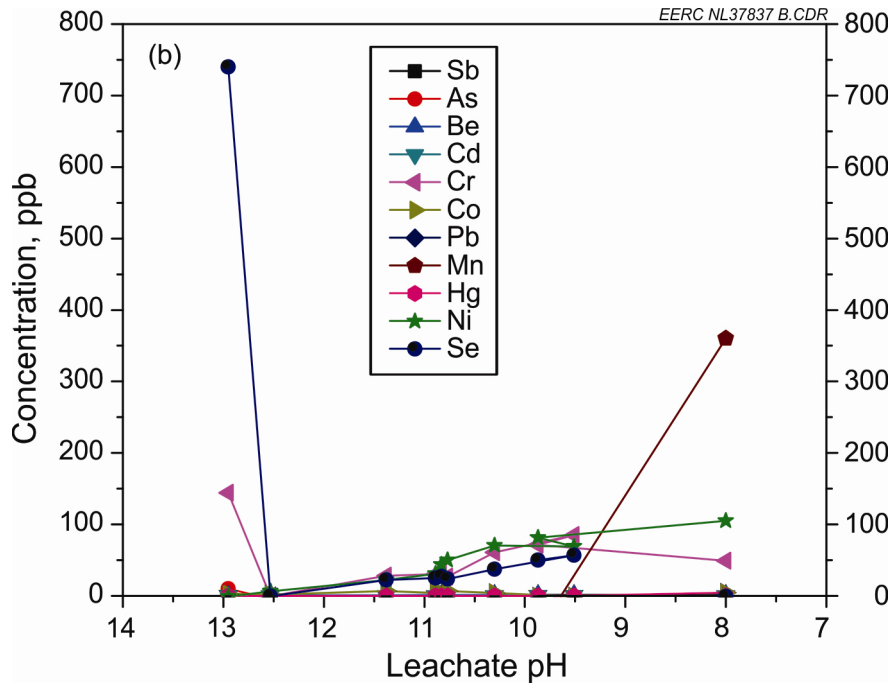 EERC NL37837 B.CDR
800
700
600
500
400
300
200
100
0
Concentration, ppb
(b)
Sb
As
Be
Cd
Cr
Co
Pb
Mn
Hg
Ni
Se
800
700
600
500
400
300
200
100
0
14 13 12 11 10 9 8 7
Leachate pH